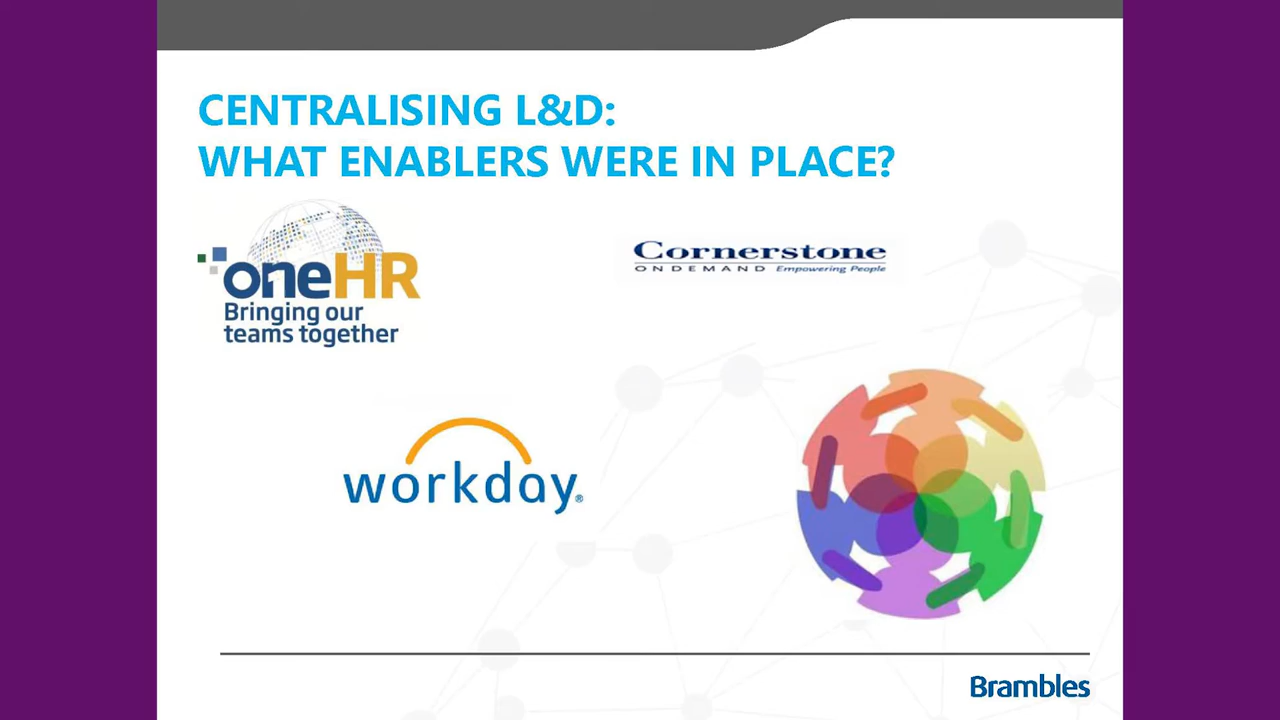 CENTRALISING L&D:
WHAT ENABLERS WERE IN PLACE?
oneHR
Bringing our
teams together
Cornerstone
ONDEMAND Empowering People
workday®
Brambles